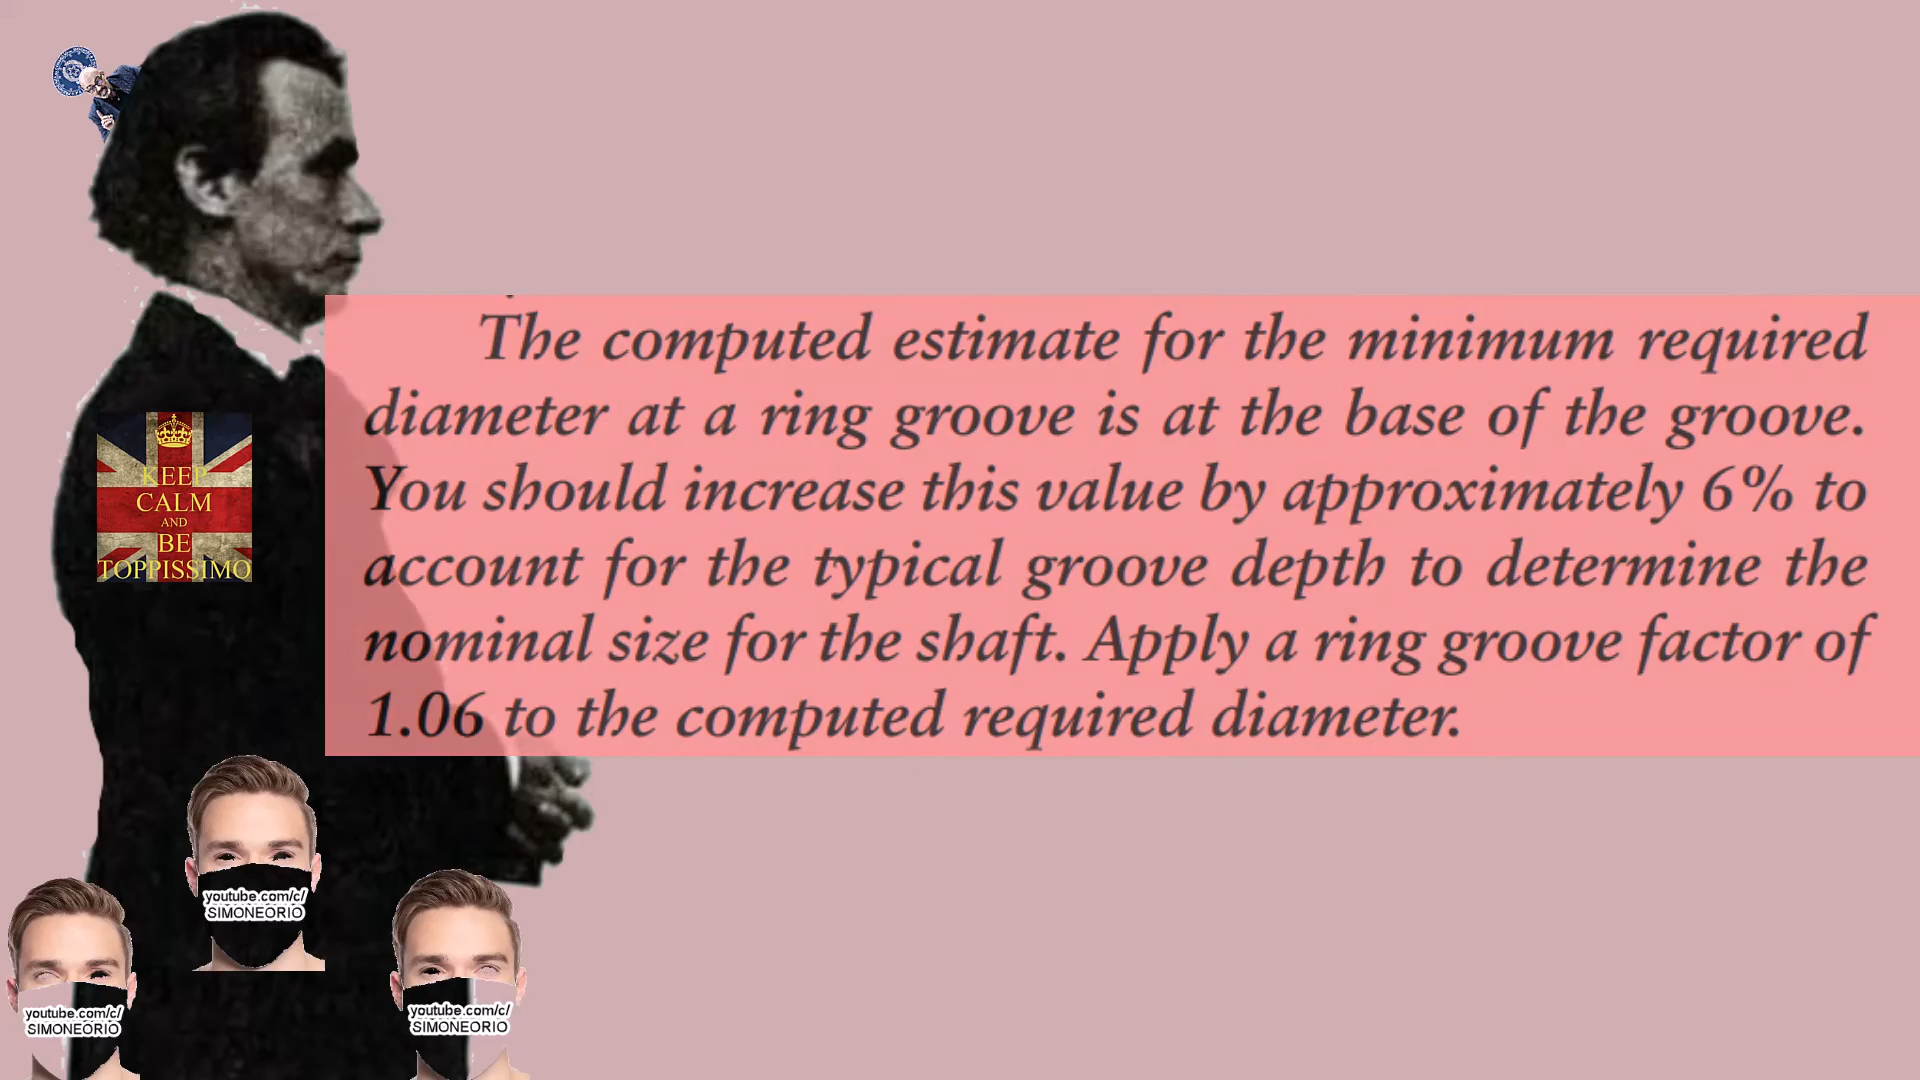 The computed estimate for the minimum required
diameter at a ring groove is at the base of the groove.
You should increase this value by approximately 6% to
account for the typical groove depth to determine the
nominal size for the shaft. Apply a ring groove factor of
1.06 to the computed required diameter.
KEEP
CALM
AND
BE
TOPPISSIMO
youtube.com/c/
SIMONEORIO
youtube.com/c/
SIMONEORIO
youtube.com/c/
SIMONEORIO